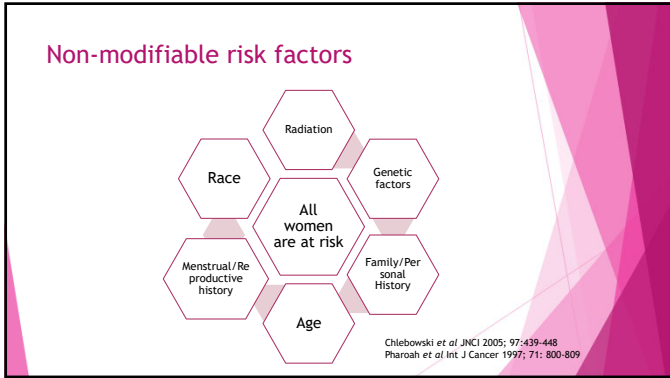 Non-modifiable risk factors
Radiation
Genetic
factors
Family/Per
sonal
History
Age
Menstrual/Re
productive
history
Race
All
women
are at risk
Chlebowski et al JNCI 2005; 97:439-448
Pharoah et al Int J Cancer 1997; 71: 800-809